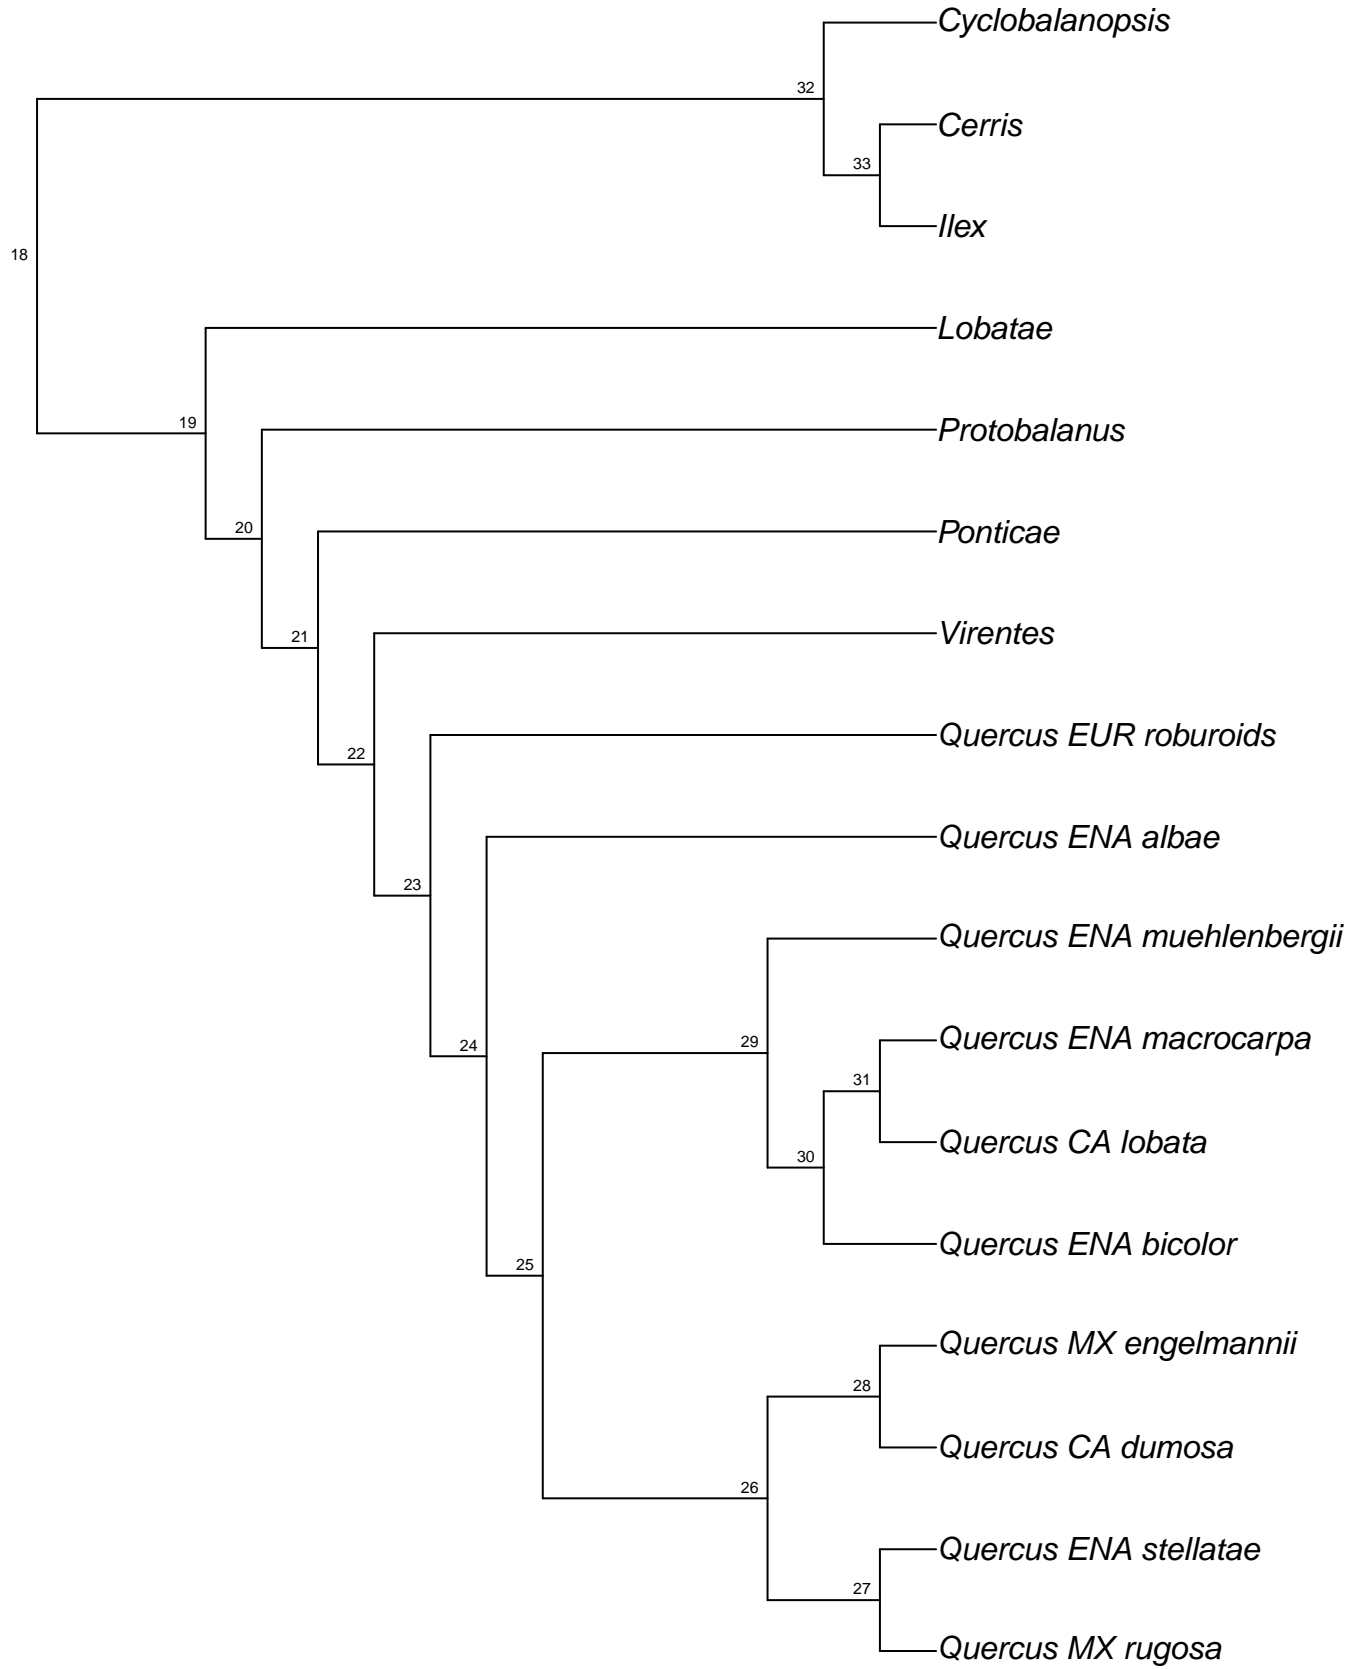 Cyclobalanopsis
32
Cerris
33
Ilex
18
Lobatae
19
Protobalanus
20
Ponticae
21
Virentes
22
Quercus EUR roburoids
23
Quercus ENA albae
24
Quercus ENA muehlenbergii
29
Quercus ENA macrocarpa
31
Quercus CA lobata
30
Quercus ENA bicolor
25
Quercus MX engelmannii
28
Quercus CA dumosa
26
Quercus ENA stellatae
27
Quercus MX rugosa